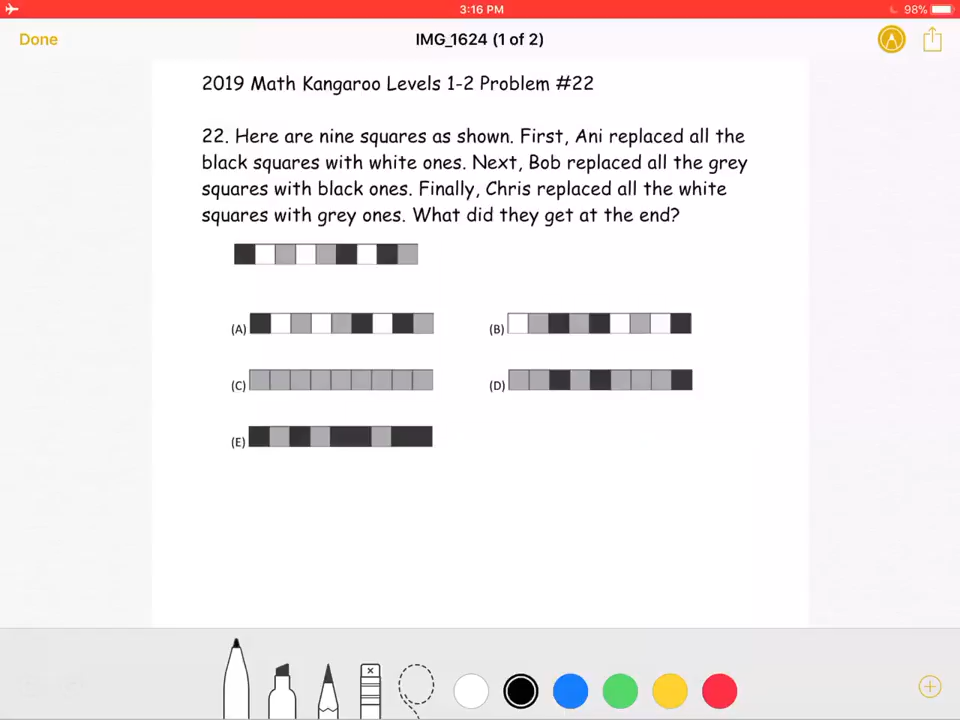 3:16 PM
98%
Done
IMG_1624 (1 of 2)
2019 Math Kangaroo Levels 1-2 Problem #22
22. Here are nine squares as shown. First, Ani replaced all the
black squares with white ones. Next, Bob replaced all the grey
squares with black ones. Finally, Chris replaced all the white
squares with grey ones. What did they get at the end?
(A)
(B)
(C)
(D)
(E)